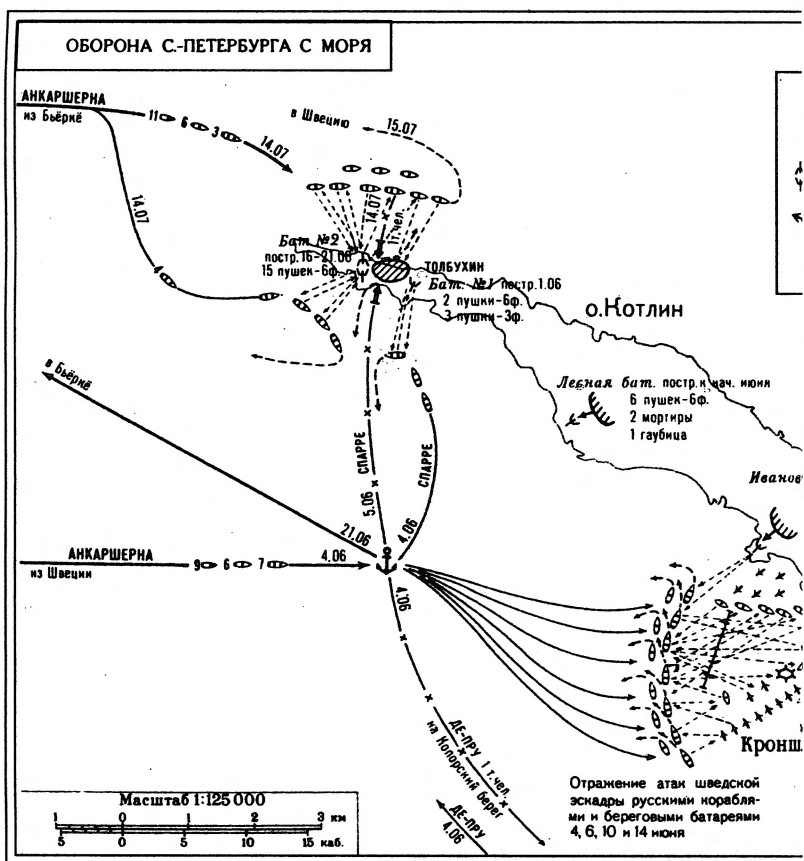 ОБОРОНА С.-ПЕТЕРБУРГА С МОРЯ
АНКАРШЕРНА
из Бьёркё
11 6 3 14.07
в Швецию 15.07
14.07
4
14.07
1т. чел.
Бат. №2
постр.16-21.06
15 пушек-6ф.
ТОЛБУХИН
Бат. №1 постр.1.06
2 пушки-6ф.
3 пушки-3ф.
о.Котлин
Лесная бат. постр.к нач. июня
6 пушек-6ф.
2 мортиры
1 гаубица
Иванов
в Бьёркё
21.06
5.06 СПАРРЕ
4.06 СПАРРЕ
АНКАРШЕРНА
из Швеции
9 6 7 4.06
4.06
ДЕ-ПРУ 1 т.чел.
на Копорский берег
ДЕ-ПРУ
4.06
Кронш
Отражение атак шведской
эскадры русскими корабля-
ми и береговыми батареями
4, 6, 10 и 14 июня
Масштаб 1:125 000
1 0 1 2 3 км
5 0 5 10 15 каб.